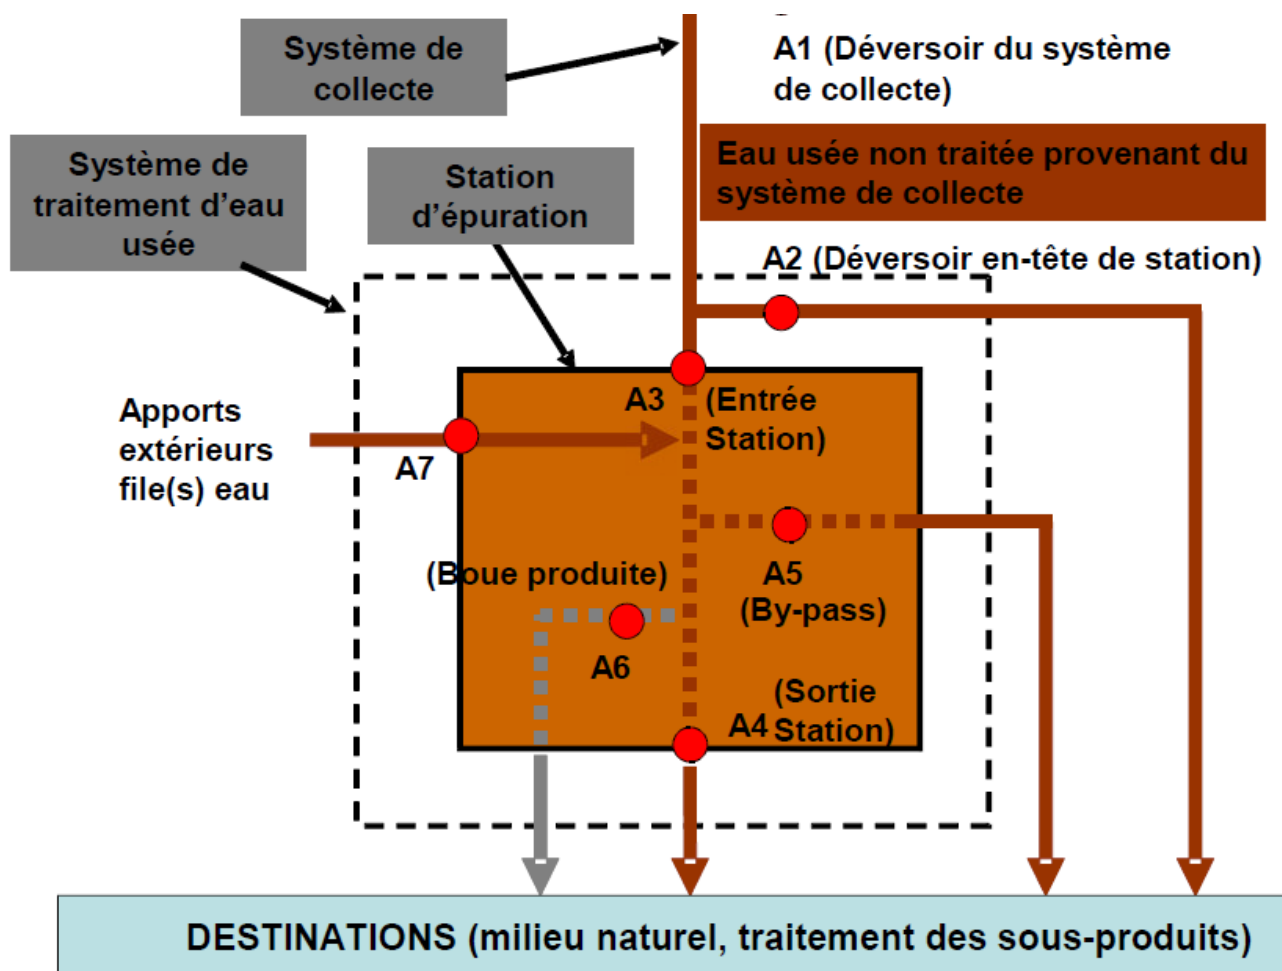 Système de
collecte
A1 (Déversoir du système
de collecte)
Système de
traitement d'eau
usée
Station
d'épuration
Eau usée non traitée provenant du
système de collecte
A2 (Déversoir en-tête de station)
Apports
extérieurs
file(s) eau
A7
A3
(Entrée
Station)
(Boue produite)
A5
(By-pass)
A6
(Sortie
A4 Station)
DESTINATIONS (milieu naturel, traitement des sous-produits)